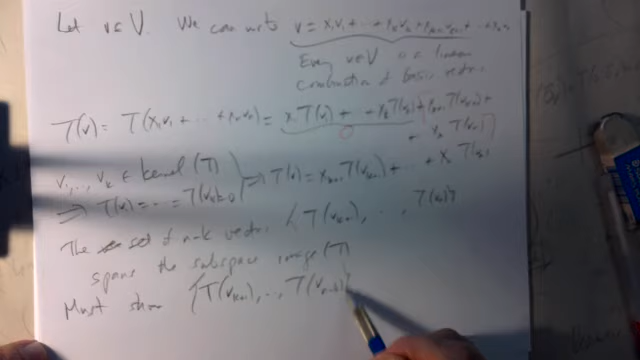 Let v ∈ V. We can write v = x₁v₁ + ··· + xₖvₖ + xₖ₊₁vₖ₊₁ + ··· + xₙvₙ
Every v ∈ V is a linear
combination of basis vectors.
T(v) = T(x₁v₁ + ··· + xₙvₙ) = x₁T(v₁) + ··· + xₖT(vₖ) + xₖ₊₁T(vₖ₊₁) +
0
+ xₙT(vₙ)
v₁, .., vₖ ∈ kernel(T)
⇒ T(v₁) = ··· = T(vₖ) = 0 ⇒ T(v) = xₖ₊₁T(vₖ₊₁) + ··· + xₙT(vₙ)
The set of n-k vectors {T(vₖ₊₁), ..., T(vₙ)}
spans the subspace image(T)
Must show {T(vₖ₊₁), .., T(